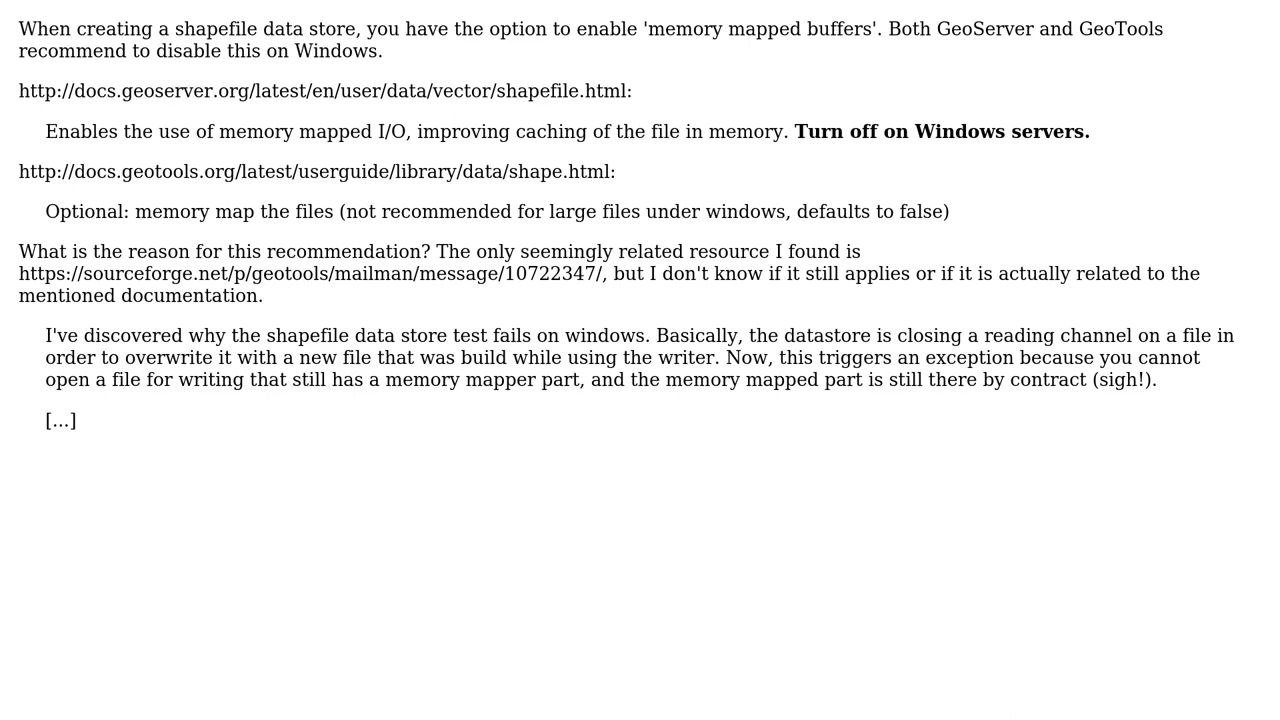 When creating a shapefile data store, you have the option to enable 'memory mapped buffers'. Both GeoServer and GeoTools
recommend to disable this on Windows.
http://docs.geoserver.org/latest/en/user/data/vector/shapefile.html:
Enables the use of memory mapped I/O, improving caching of the file in memory. Turn off on Windows servers.
http://docs.geotools.org/latest/userguide/library/data/shape.html:
Optional: memory map the files (not recommended for large files under windows, defaults to false)
What is the reason for this recommendation? The only seemingly related resource I found is
https://sourceforge.net/p/geotools/mailman/message/10722347/, but I don't know if it still applies or if it is actually related to the
mentioned documentation.
I've discovered why the shapefile data store test fails on windows. Basically, the datastore is closing a reading channel on a file in
order to overwrite it with a new file that was build while using the writer. Now, this triggers an exception because you cannot
open a file for writing that still has a memory mapper part, and the memory mapped part is still there by contract (sigh!).
[...]